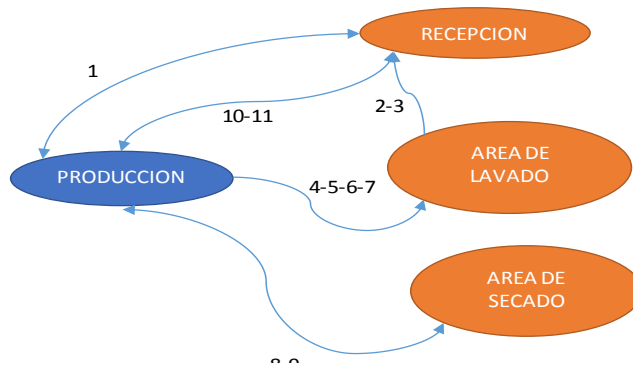 RECEPCION
1
10-11
2-3
AREA DE
LAVADO
PRODUCCION
4-5-6-7
AREA DE
SECADO